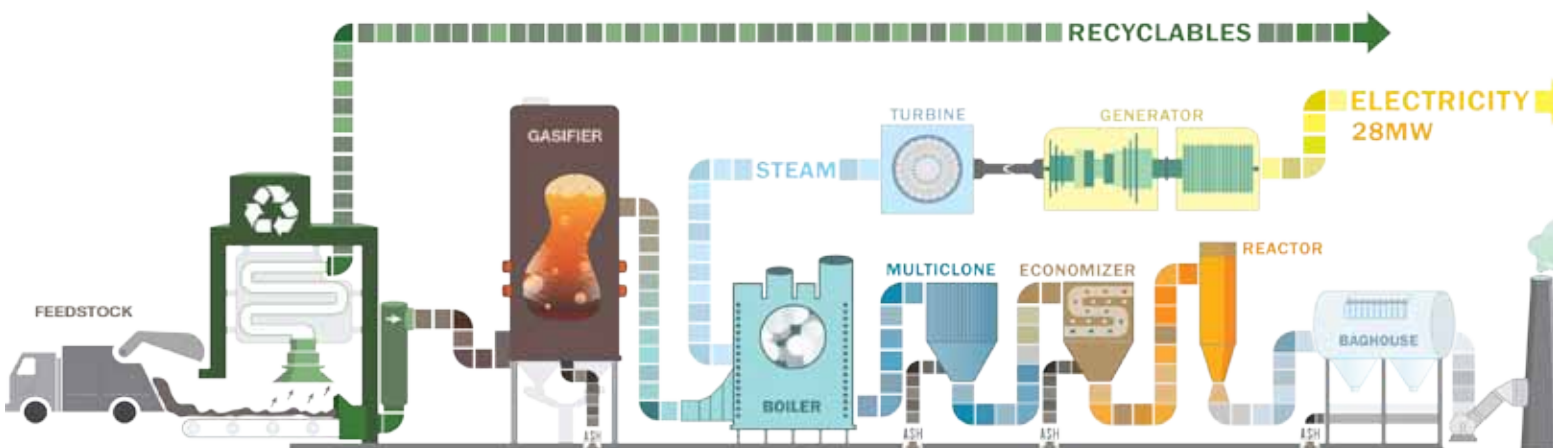 RECYCLABLES
ELECTRICITY
28MW
TURBINE
GENERATOR
GASIFIER
STEAM
REACTOR
MULTICLONE
ECONOMIZER
FEEDSTOCK
BAGHOUSE
BOILER
ASH
ASH
ASH
ASH